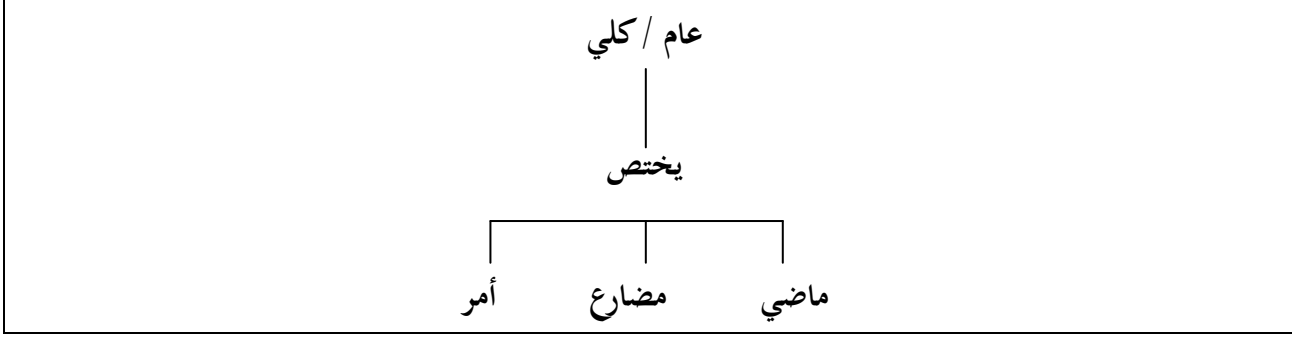 عام / كلي
يختص
ماضي مضارع أمر